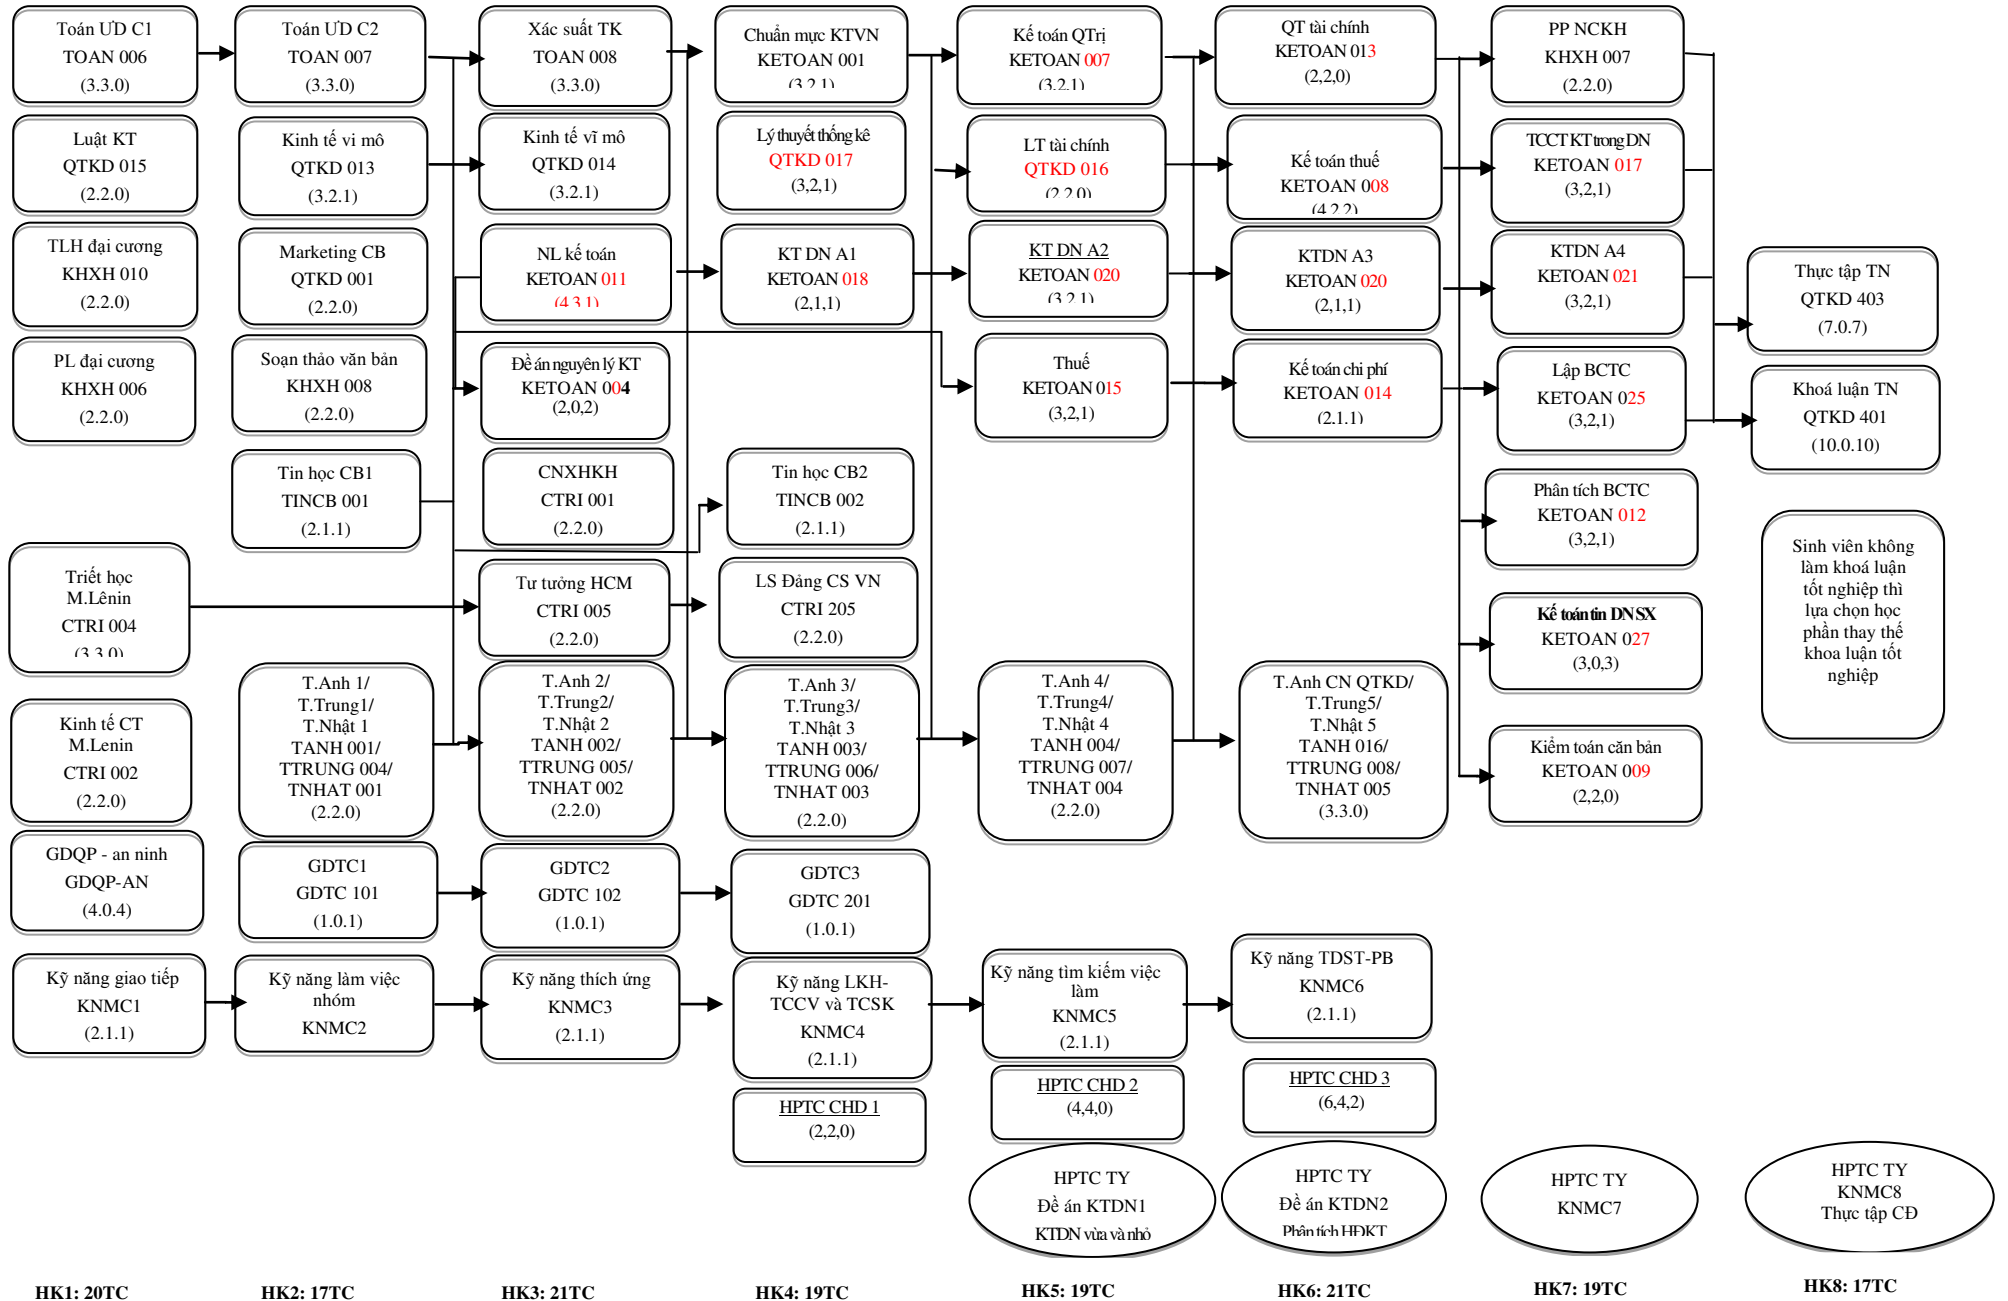 Toán ƯD C1
TOAN 006
(3.3.0)
Luật KT
QTKD 015
(2.2.0)
TLH đại cương
KHXH 010
(2.2.0)
PL đại cương
KHXH 006
(2.2.0)
Triết học
M.Lênin
CTRI 004
(3.3.0)
Kinh tế CT
M.Lenin
CTRI 002
(2.2.0)
GDQP - an ninh
GDQP-AN
(4.0.4)
Kỹ năng giao tiếp
KNMC1
(2.1.1)
HK1: 20TC
Toán UD C2
TOAN 007
(3.3.0)
Kinh tế vi mô
QTKD 013
(3.2.1)
Marketing CB
QTKD 001
(2.2.0)
Soạn thảo văn bản
KHXH 008
(2.2.0)
Tin học CB1
TINCB 001
(2.1.1)
T.Anh 1/
T.Trung1/
T.Nhật 1
TANH 001/
TTRUNG 004/
TNHAT 001
(2.2.0)
GDTC1
GDTC 101
(1.0.1)
Kỹ năng làm việc
nhóm
KNMC2
HK2: 17TC
Xác suất TK
TOAN 008
(3.3.0)
Kinh tế vĩ mô
QTKD 014
(3.2.1)
NL kế toán
KETOAN 011
(4.3.1)
Đề án nguyên lý KT
KETOAN 004
(2,0,2)
CNXHKH
CTRI 001
(2.2.0)
Tư tưởng HCM
CTRI 005
(2.2.0)
T.Anh 2/
T.Trung2/
T.Nhật 2
TANH 002/
TTRUNG 005/
TNHAT 002
(2.2.0)
GDTC2
GDTC 102
(1.0.1)
Kỹ năng thích ứng
KNMC3
(2.1.1)
HK3: 21TC
Chuẩn mực KTVN
KETOAN 001
(3.2.1)
Lý thuyết thống kê
QTKD 017
(3,2,1)
KT DN A1
KETOAN 018
(2,1,1)
Tin học CB2
TINCB 002
(2.1.1)
LS Đảng CS VN
CTRI 205
(2.2.0)
T.Anh 3/
T.Trung3/
T.Nhật 3
TANH 003/
TTRUNG 006/
TNHAT 003
(2.2.0)
GDTC3
GDTC 201
(1.0.1)
Kỹ năng LKH-
TCCV và TCSK
KNMC4
(2.1.1)
HPTC CHD 1
(2,2,0)
HK4: 19TC
Kế toán QTrị
KETOAN 007
(3.2.1)
LT tài chính
QTKD 016
(2.2.0)
KT DN A2
KETOAN 020
(3.2.1)
Thuế
KETOAN 015
(3,2,1)
T.Anh 4/
T.Trung4/
T.Nhật 4
TANH 004/
TTRUNG 007/
TNHAT 004
(2.2.0)
Kỹ năng tìm kiếm việc
làm
KNMC5
(2.1.1)
HPTC CHD 2
(4,4,0)
HPTC TY
Đề án KTDN1
KTDN vừa và nhỏ
HK5: 19TC
QT tài chính
KETOAN 013
(2,2,0)
Kế toán thuế
KETOAN 008
(4.2.2)
KTDN A3
KETOAN 020
(2,1,1)
Kế toán chi phí
KETOAN 014
(2.1.1)
T.Anh CN QTKD/
T.Trung5/
T.Nhật 5
TANH 016/
TTRUNG 008/
TNHAT 005
(3.3.0)
Kỹ năng TDST-PB
KNMC6
(2.1.1)
HPTC CHD 3
(6,4,2)
HPTC TY
Đề án KTDN2
Phân tích HĐKT
HK6: 21TC
PP NCKH
KHXH 007
(2.2.0)
TCCT KT trong DN
KETOAN 017
(3,2,1)
KTDN A4
KETOAN 021
(3,2,1)
Lập BCTC
KETOAN 025
(3,2,1)
Phân tích BCTC
KETOAN 012
(3,2,1)
Kế toán tin DNSX
KETOAN 027
(3,0,3)
Kiểm toán căn bản
KETOAN 009
(2,2,0)
HPTC TY
KNMC7
HK7: 19TC
Thực tập TN
QTKD 403
(7.0.7)
Khoá luận TN
QTKD 401
(10.0.10)
Sinh viên không
làm khoá luận
tốt nghiệp thì
lựa chọn học
phần thay thế
khoa luận tốt
nghiệp
HPTC TY
KNMC8
Thực tập CĐ
HK8: 17TC